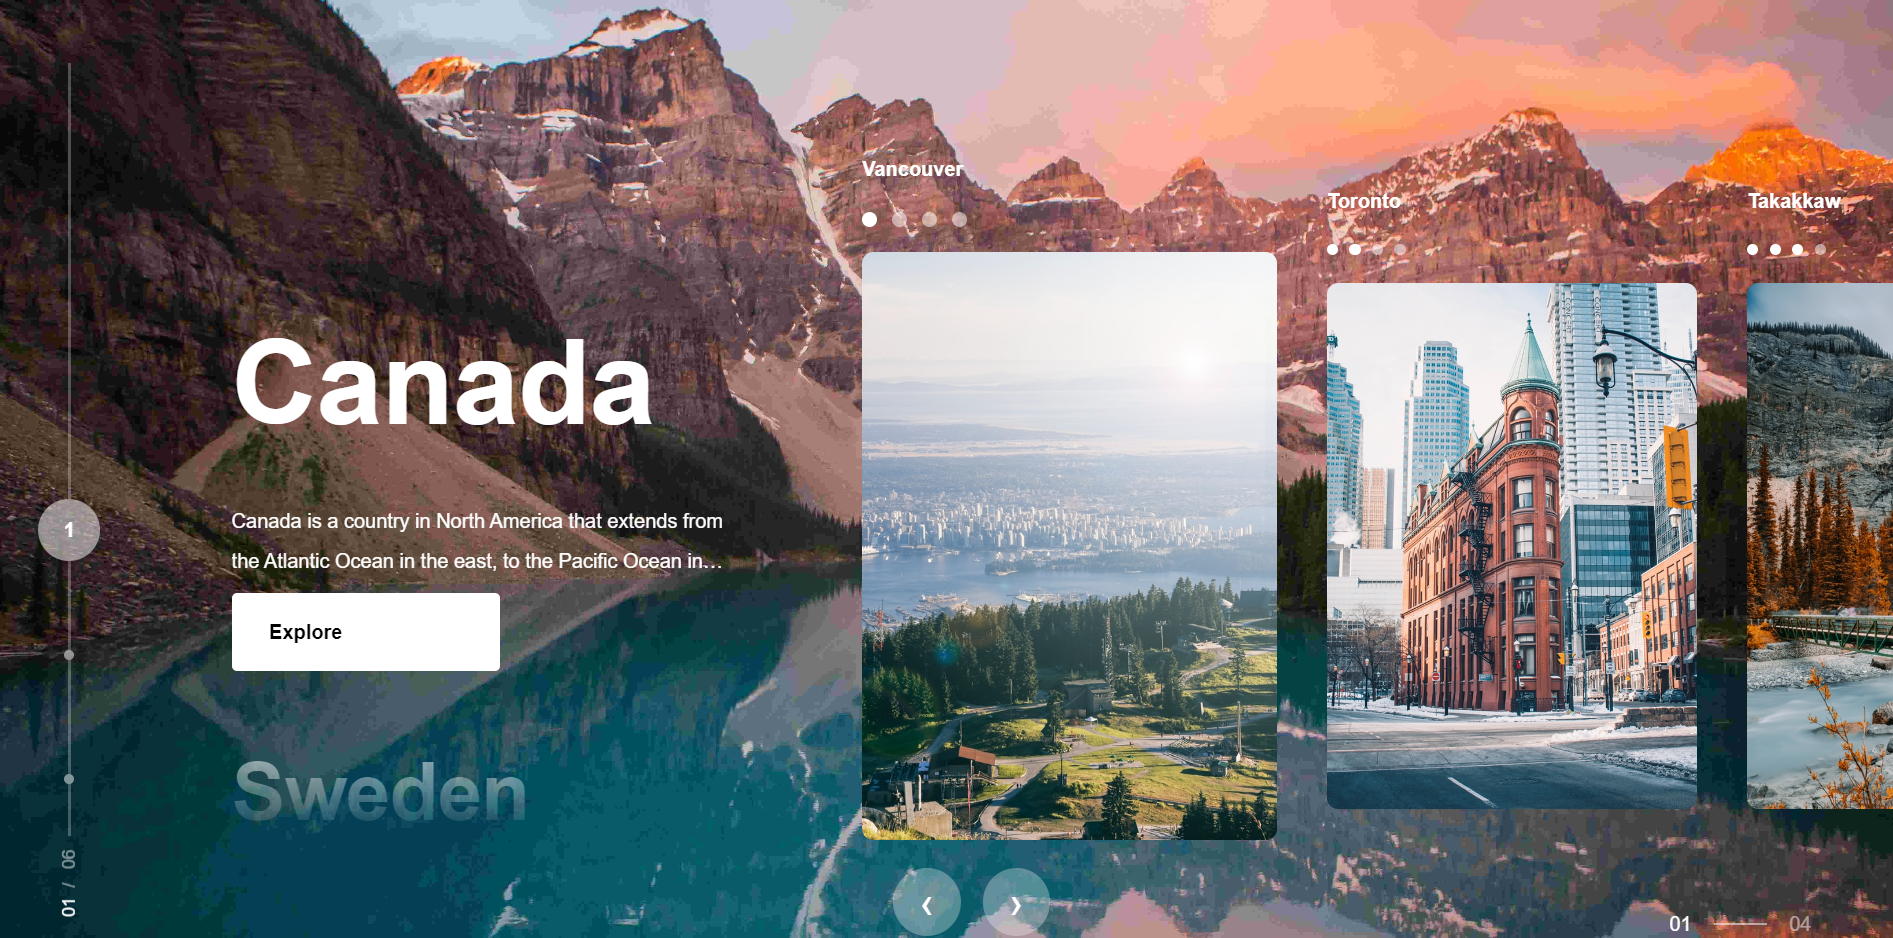 Vancouver
Toronto
Takakkaw
Canada
1
Canada is a country in North America that extends from
the Atlantic Ocean in the east, to the Pacific Ocean in...
Explore
Sweden
01 / 06
❮ ❯
01 04